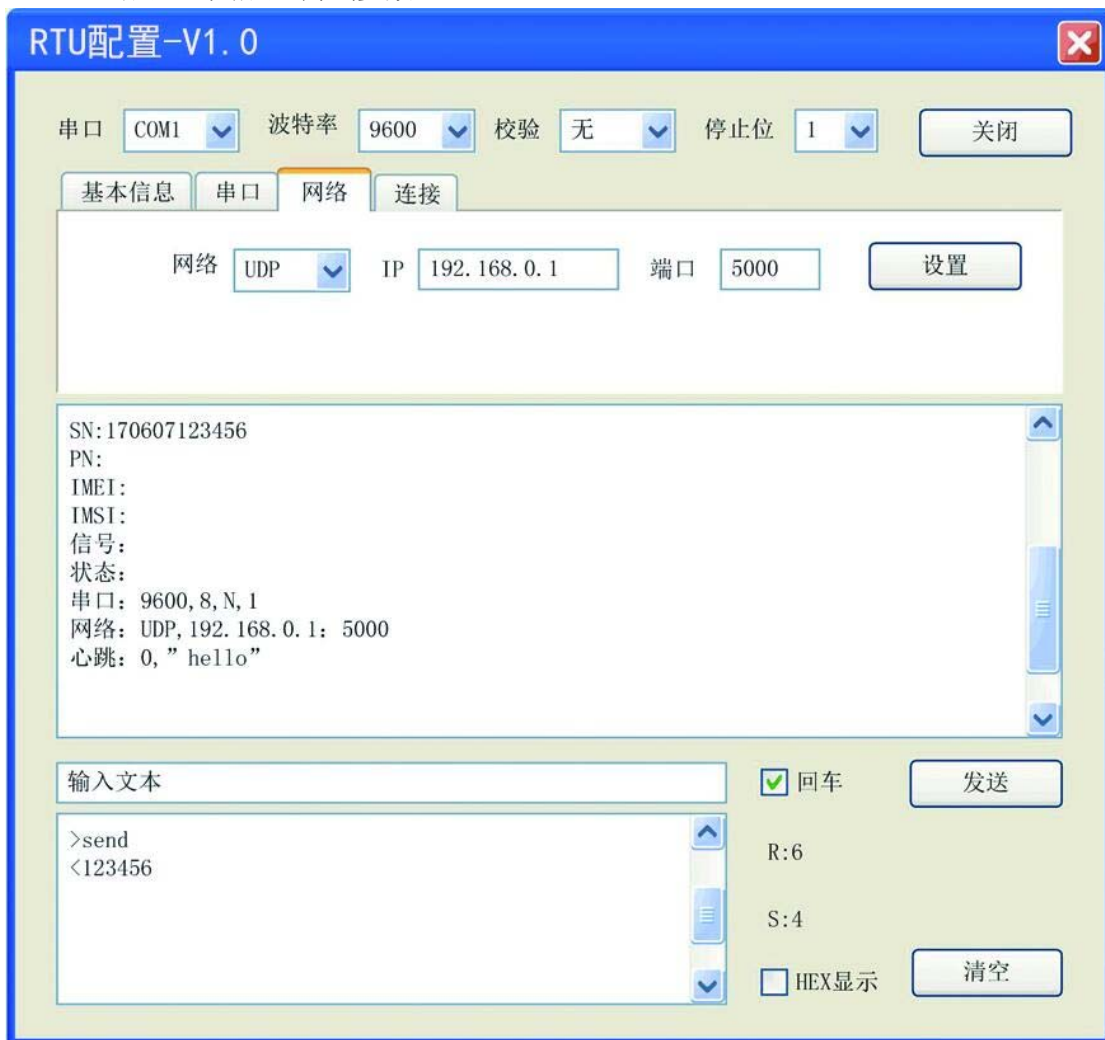 RTU配置-V1.0
串口 COM1 波特率 9600 校验 无 停止位 1 关闭
基本信息 串口 网络 连接
网络 UDP IP 192.168.0.1 端口 5000 设置
SN:170607123456
PN:
IMEI:
IMSI:
信号:
状态:
串口: 9600,8,N,1
网络: UDP,192.168.0.1: 5000
心跳: 0,”hello”
输入文本 回车 发送
>send
<123456
R:6
S:4
HEX显示 清空